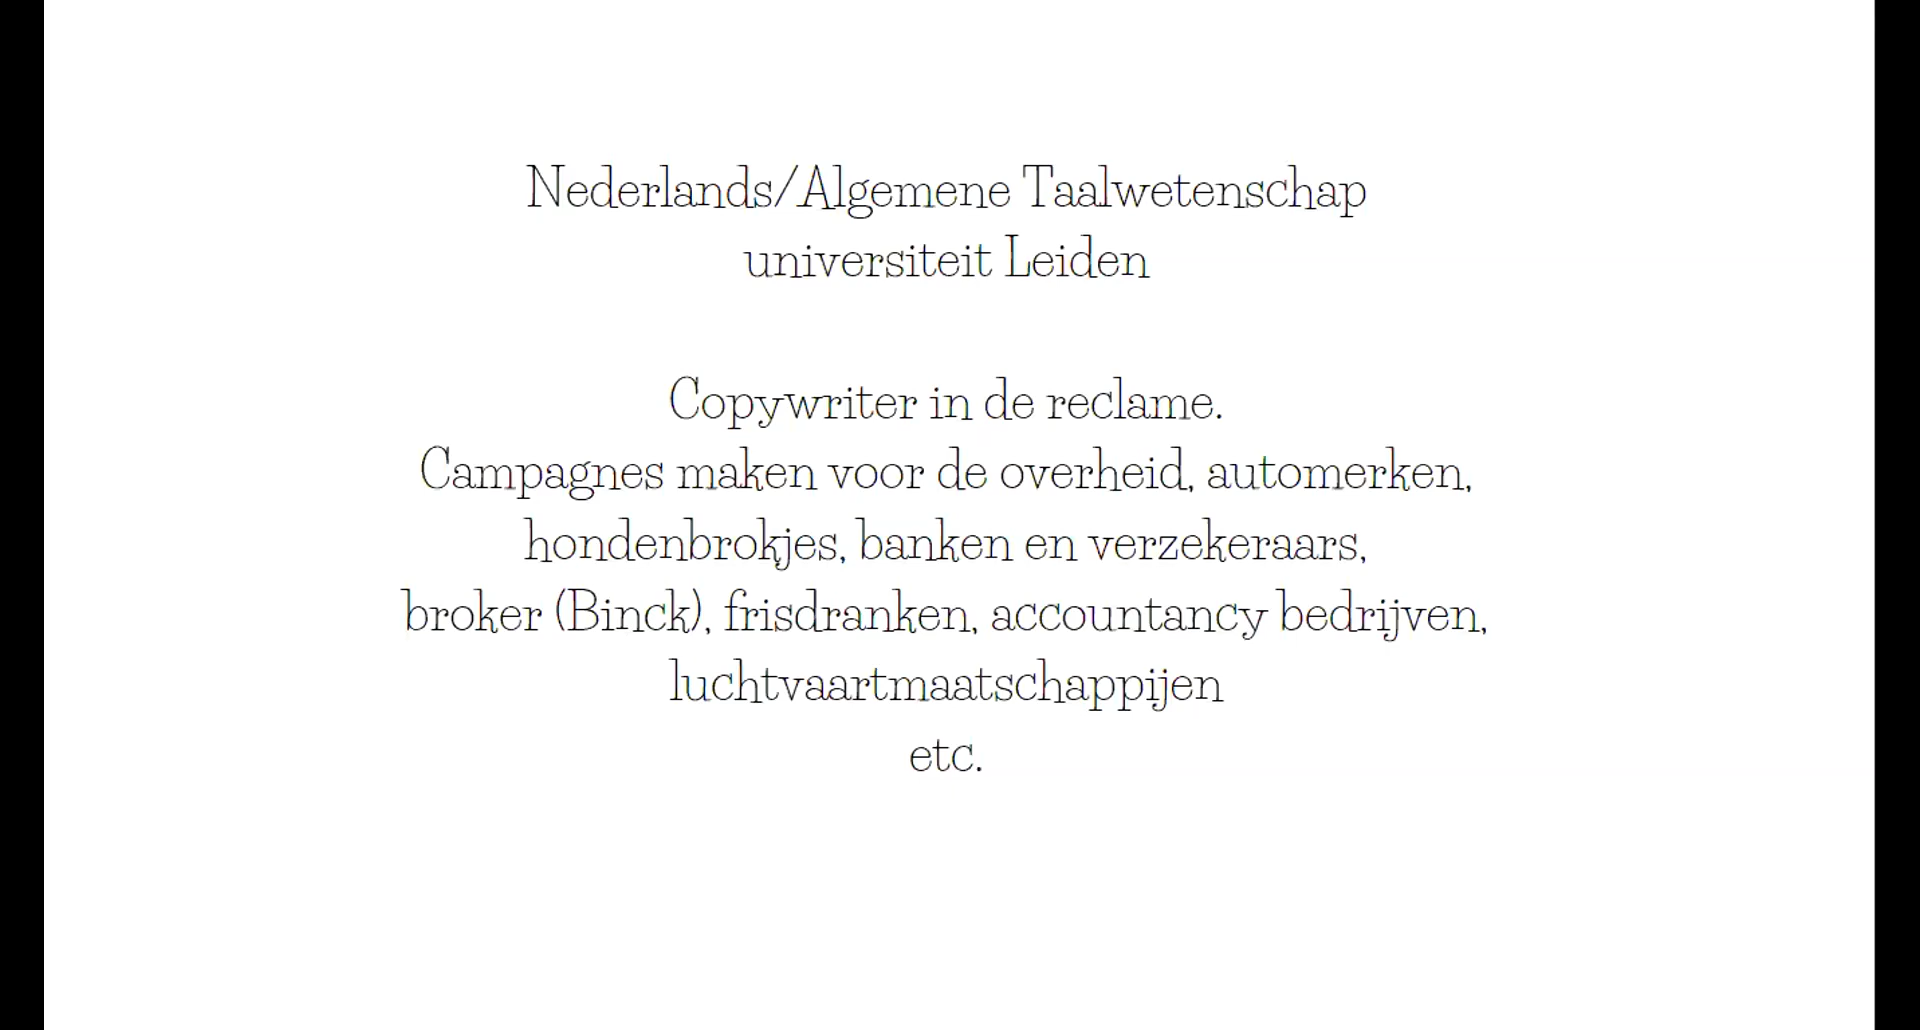 Nederlands/Algemene Taalwetenschap
universiteit Leiden
Copywriter in de reclame.
Campagnes maken voor de overheid, automerken,
hondenbrokjes, banken en verzekeraars,
broker (Binck), frisdranken, accountancy bedrijven,
luchtvaartmaatschappijen
etc.